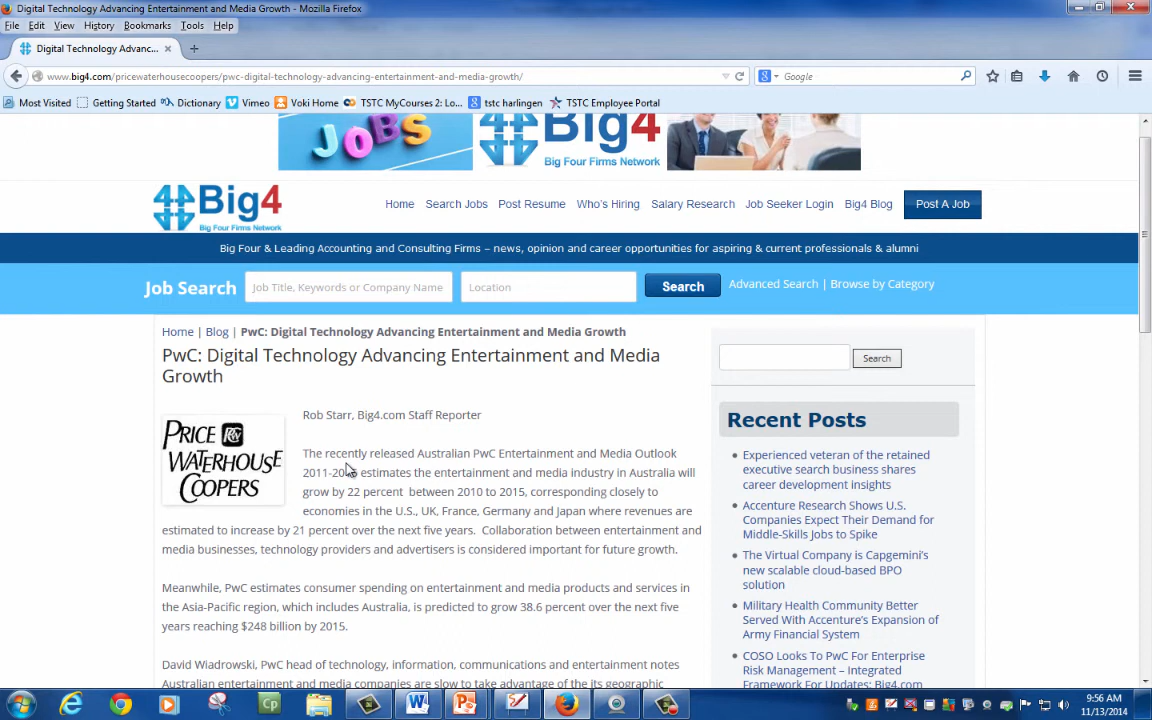 Digital Technology Advancing Entertainment and Media Growth - Mozilla Firefox
File Edit View History Bookmarks Tools Help
Digital Technology Advanc...
www.big4.com/pricewaterhousecoopers/pwc-digital-technology-advancing-entertainment-and-media-growth/
Google
Most Visited Getting Started Dictionary Vimeo Voki Home TSTC MyCourses 2: Lo... tstc harlingen TSTC Employee Portal
JOBS
Big4
Big Four Firms Network
Big4
Big Four Firms Network
Home Search Jobs Post Resume Who's Hiring Salary Research Job Seeker Login Big4 Blog Post A Job
Big Four & Leading Accounting and Consulting Firms – news, opinion and career opportunities for aspiring & current professionals & alumni
Job Search Job Title, Keywords or Company Name Location Search Advanced Search | Browse by Category
Home | Blog | PwC: Digital Technology Advancing Entertainment and Media Growth
PwC: Digital Technology Advancing Entertainment and Media
Growth
PRICE PW
WATERHOUSE
COOPERS
Rob Starr, Big4.com Staff Reporter
The recently released Australian PwC Entertainment and Media Outlook
2011-20 estimates the entertainment and media industry in Australia will
grow by 22 percent between 2010 to 2015, corresponding closely to
economies in the U.S., UK, France, Germany and Japan where revenues are
estimated to increase by 21 percent over the next five years. Collaboration between entertainment and
media businesses, technology providers and advertisers is considered important for future growth.
Meanwhile, PwC estimates consumer spending on entertainment and media products and services in
the Asia-Pacific region, which includes Australia, is predicted to grow 38.6 percent over the next five
years reaching $248 billion by 2015.
David Wiadrowski, PwC head of technology, information, communications and entertainment notes
Australian entertainment and media companies are slow to take advantage of the its geographic
Search
Recent Posts
Experienced veteran of the retained
executive search business shares
career development insights
Accenture Research Shows U.S.
Companies Expect Their Demand for
Middle-Skills Jobs to Spike
The Virtual Company is Capgemini's
new scalable cloud-based BPO
solution
Military Health Community Better
Served With Accenture's Expansion of
Army Financial System
COSO Looks To PwC For Enterprise
Risk Management – Integrated
Framework For Updates: Big4.com
Cp
9:56 AM
11/13/2014